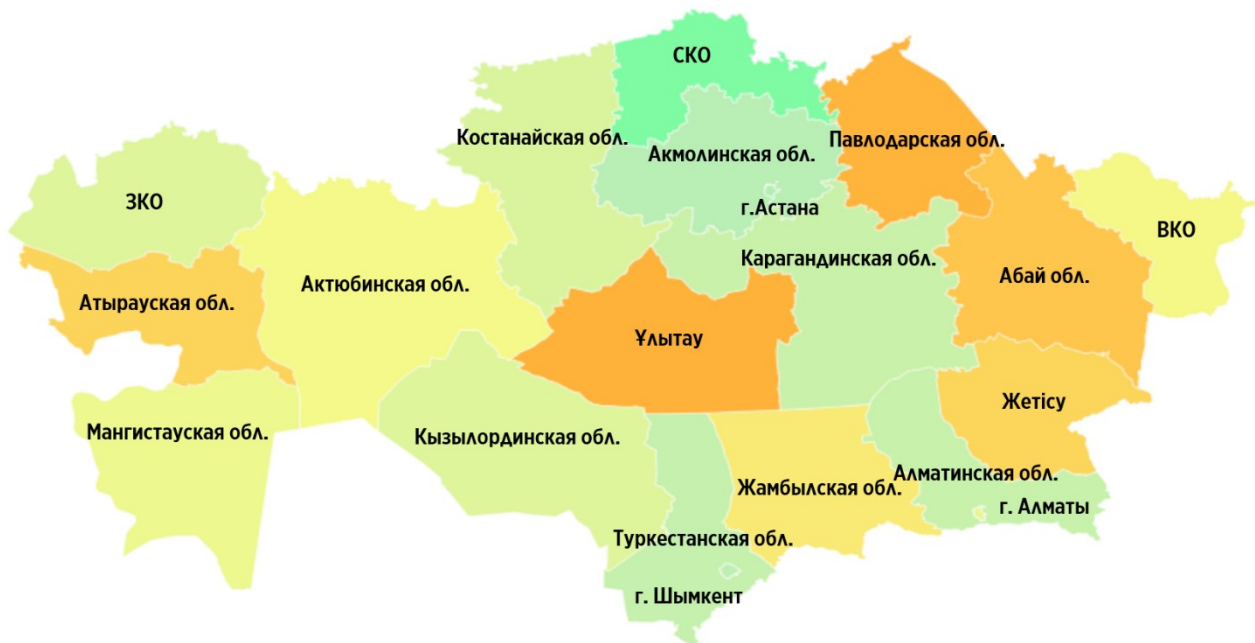 СКО
Костанайская обл.
Акмолинская обл.
Павлодарская обл.
ЗКО
г.Астана
ВКО
Карагандинская обл.
Абай обл.
Актюбинская обл.
Атырауская обл.
Ұлытау
Жетісу
Мангистауская обл.
Кызылординская обл.
Алматинская обл.
Жамбылская обл.
г. Алматы
Туркестанская обл.
г. Шымкент